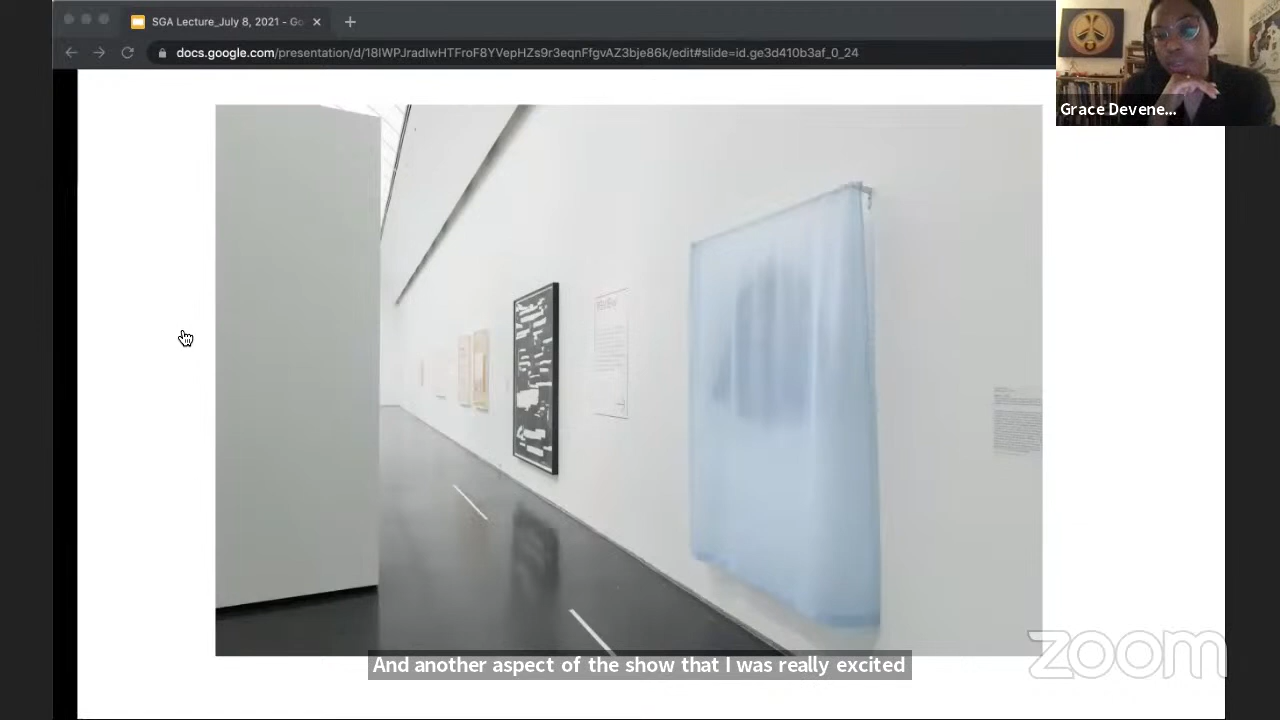 SGA Lecture_July 8, 2021 - Go
docs.google.com/presentation/d/18IWPJradIwHTFroF8YVepHZs9r3eqnFfgvAZ3bje86k/edit#slide=id.ge3d410b3af_0_24
Grace Devene...
And another aspect of the show that I was really excited
zoom